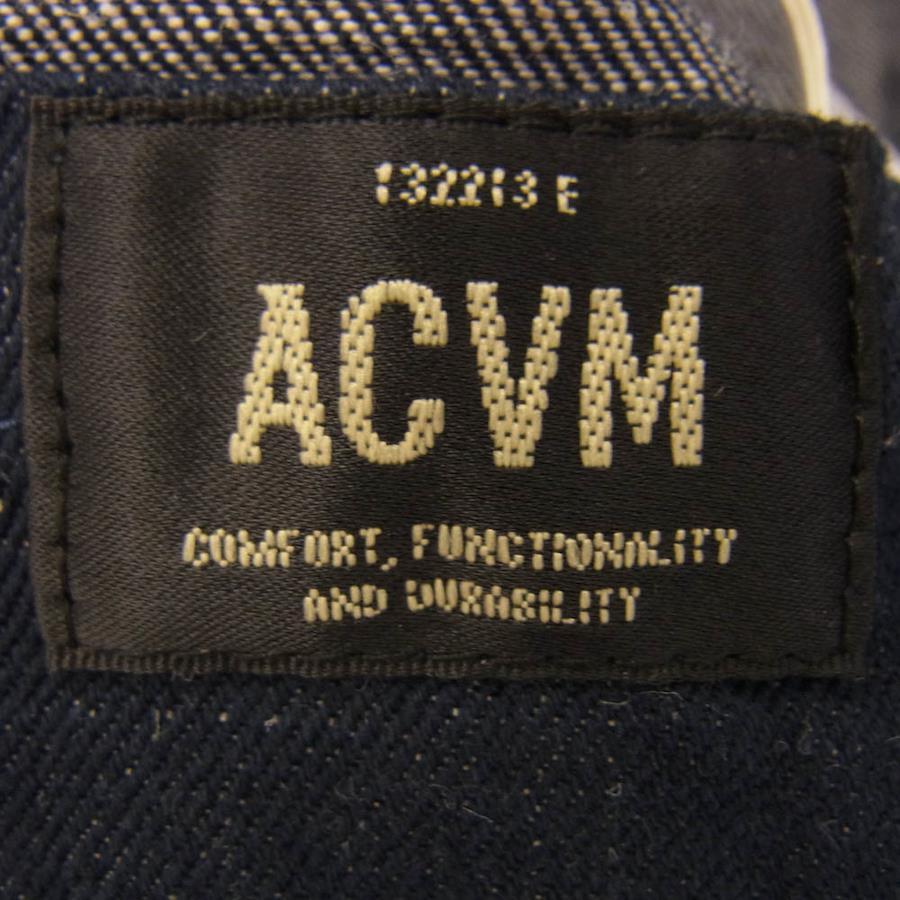 132213 E
ACVM
COMFORT, FUNCTIONALITY
AND DURABILITY